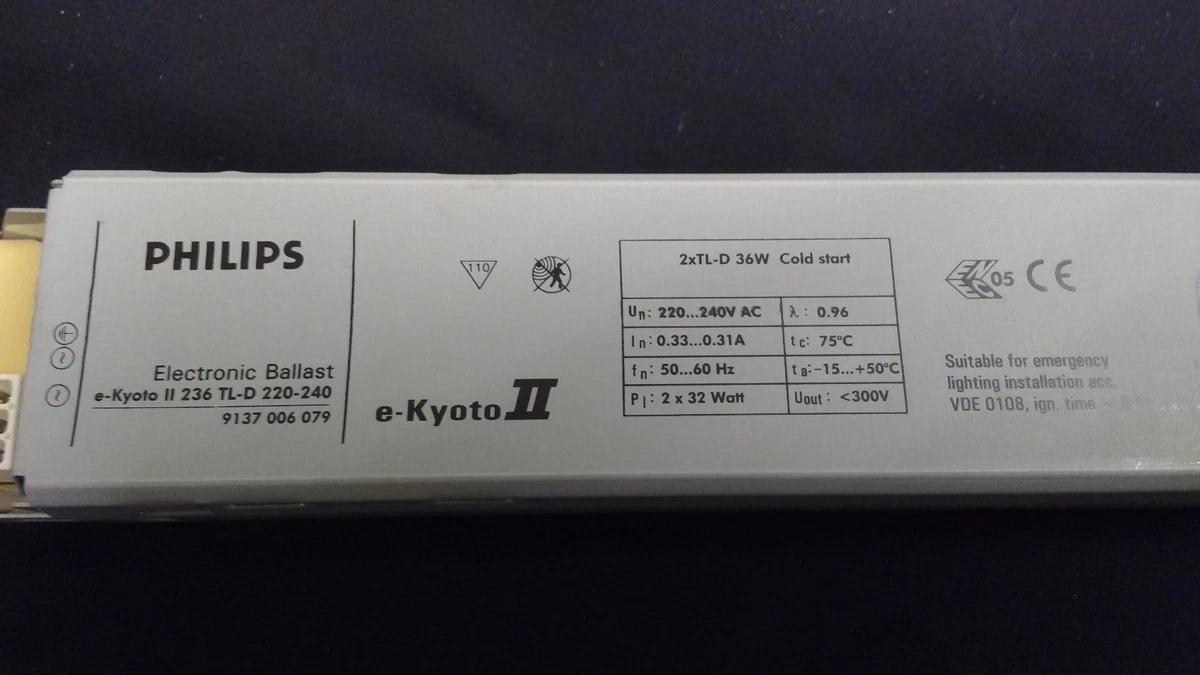 PHILIPS
Electronic Ballast
e-Kyoto II 236 TL-D 220-240
9137 006 079
110
e-Kyoto II
2xTL-D 36W Cold start
Un: 220...240V AC
λ : 0.96
In: 0.33...0.31A
tc: 75°C
fn: 50...60 Hz
ta:-15...+50°C
Pl: 2 x 32 Watt
Uout: <300V
ENEC 05 CE
Suitable for emergency
lighting installation acc.
VDE 0108, ign. time <